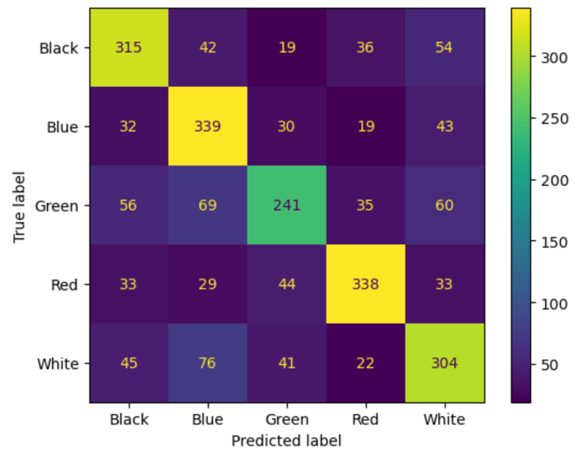 Black 315 42 19 36 54
Blue 32 339 30 19 43
Green 56 69 241 35 60
Red 33 29 44 338 33
White 45 76 41 22 304
Black Blue Green Red White
Predicted label
True label
300
250
200
150
100
50